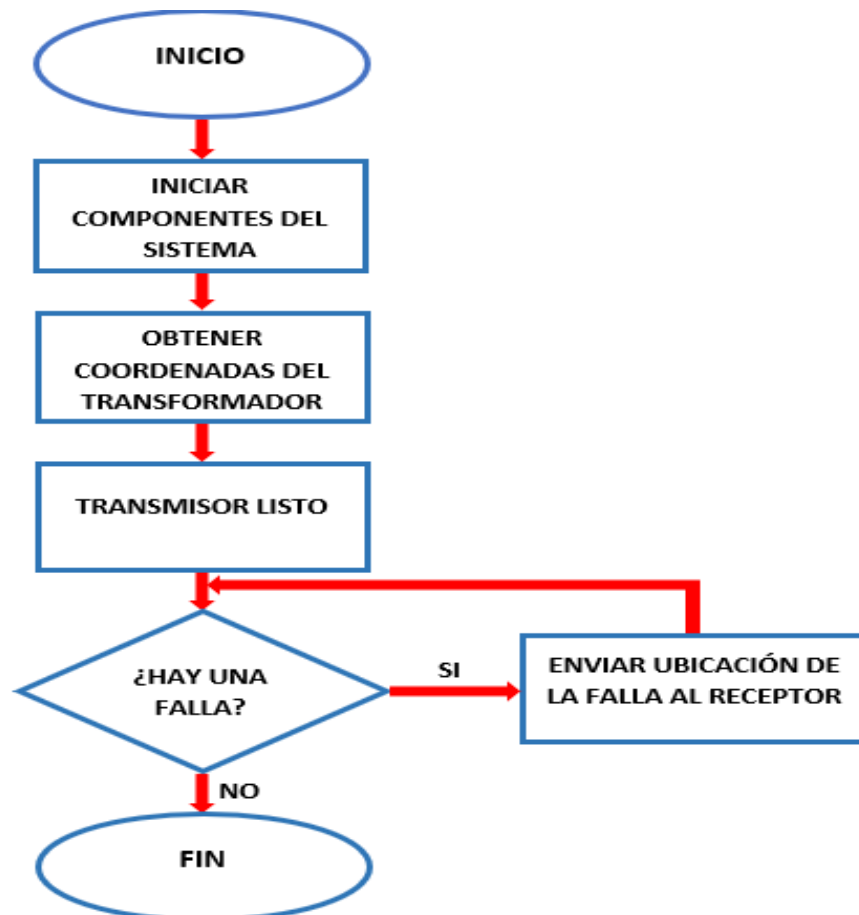 INICIO
INICIAR
COMPONENTES DEL
SISTEMA
OBTENER
COORDENADAS DEL
TRANSFORMADOR
TRANSMISOR LISTO
¿HAY UNA
FALLA?
SI
ENVIAR UBICACIÓN DE
LA FALLA AL RECEPTOR
NO
FIN